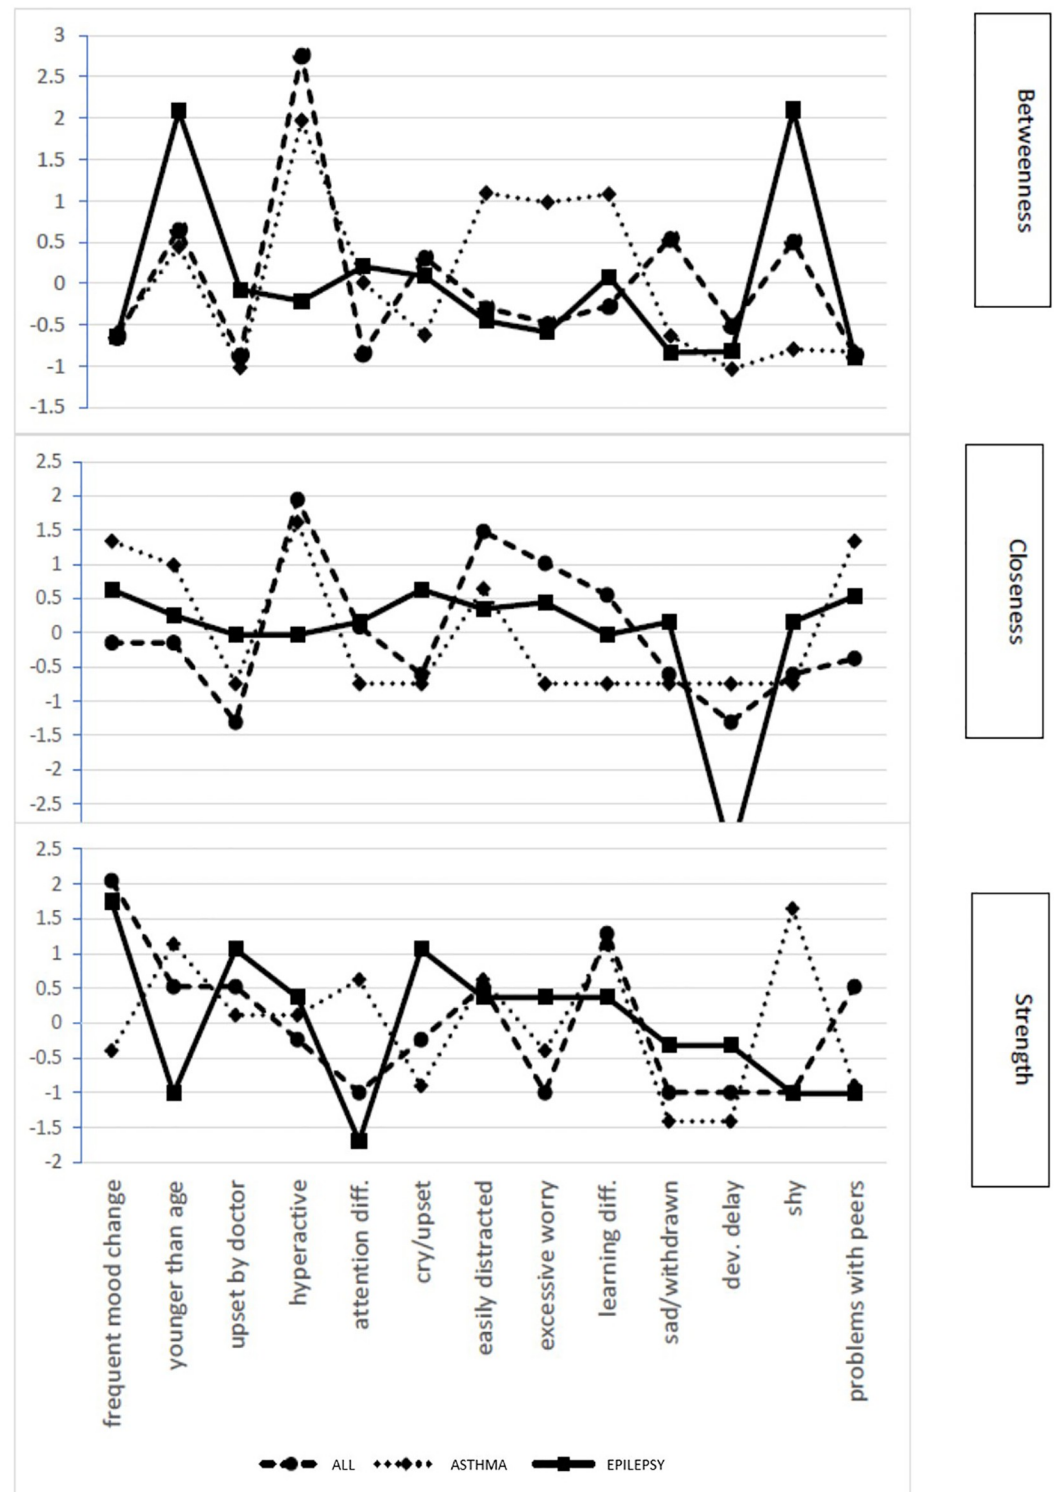 3
2.5
2
1.5
1
0.5
0
-0.5
-1
-1.5
Betweenness
2.5
2
1.5
1
0.5
0
-0.5
-1
-1.5
-2
-2.5
Closeness
2.5
2
1.5
1
0.5
0
-0.5
-1
-1.5
-2
Strength
frequent mood change
younger than age
upset by doctor
hyperactive
attention diff.
cry/upset
easily distracted
excessive worry
learning diff.
sad/withdrawn
dev. delay
shy
problems with peers
ALL ASTHMA EPILEPSY